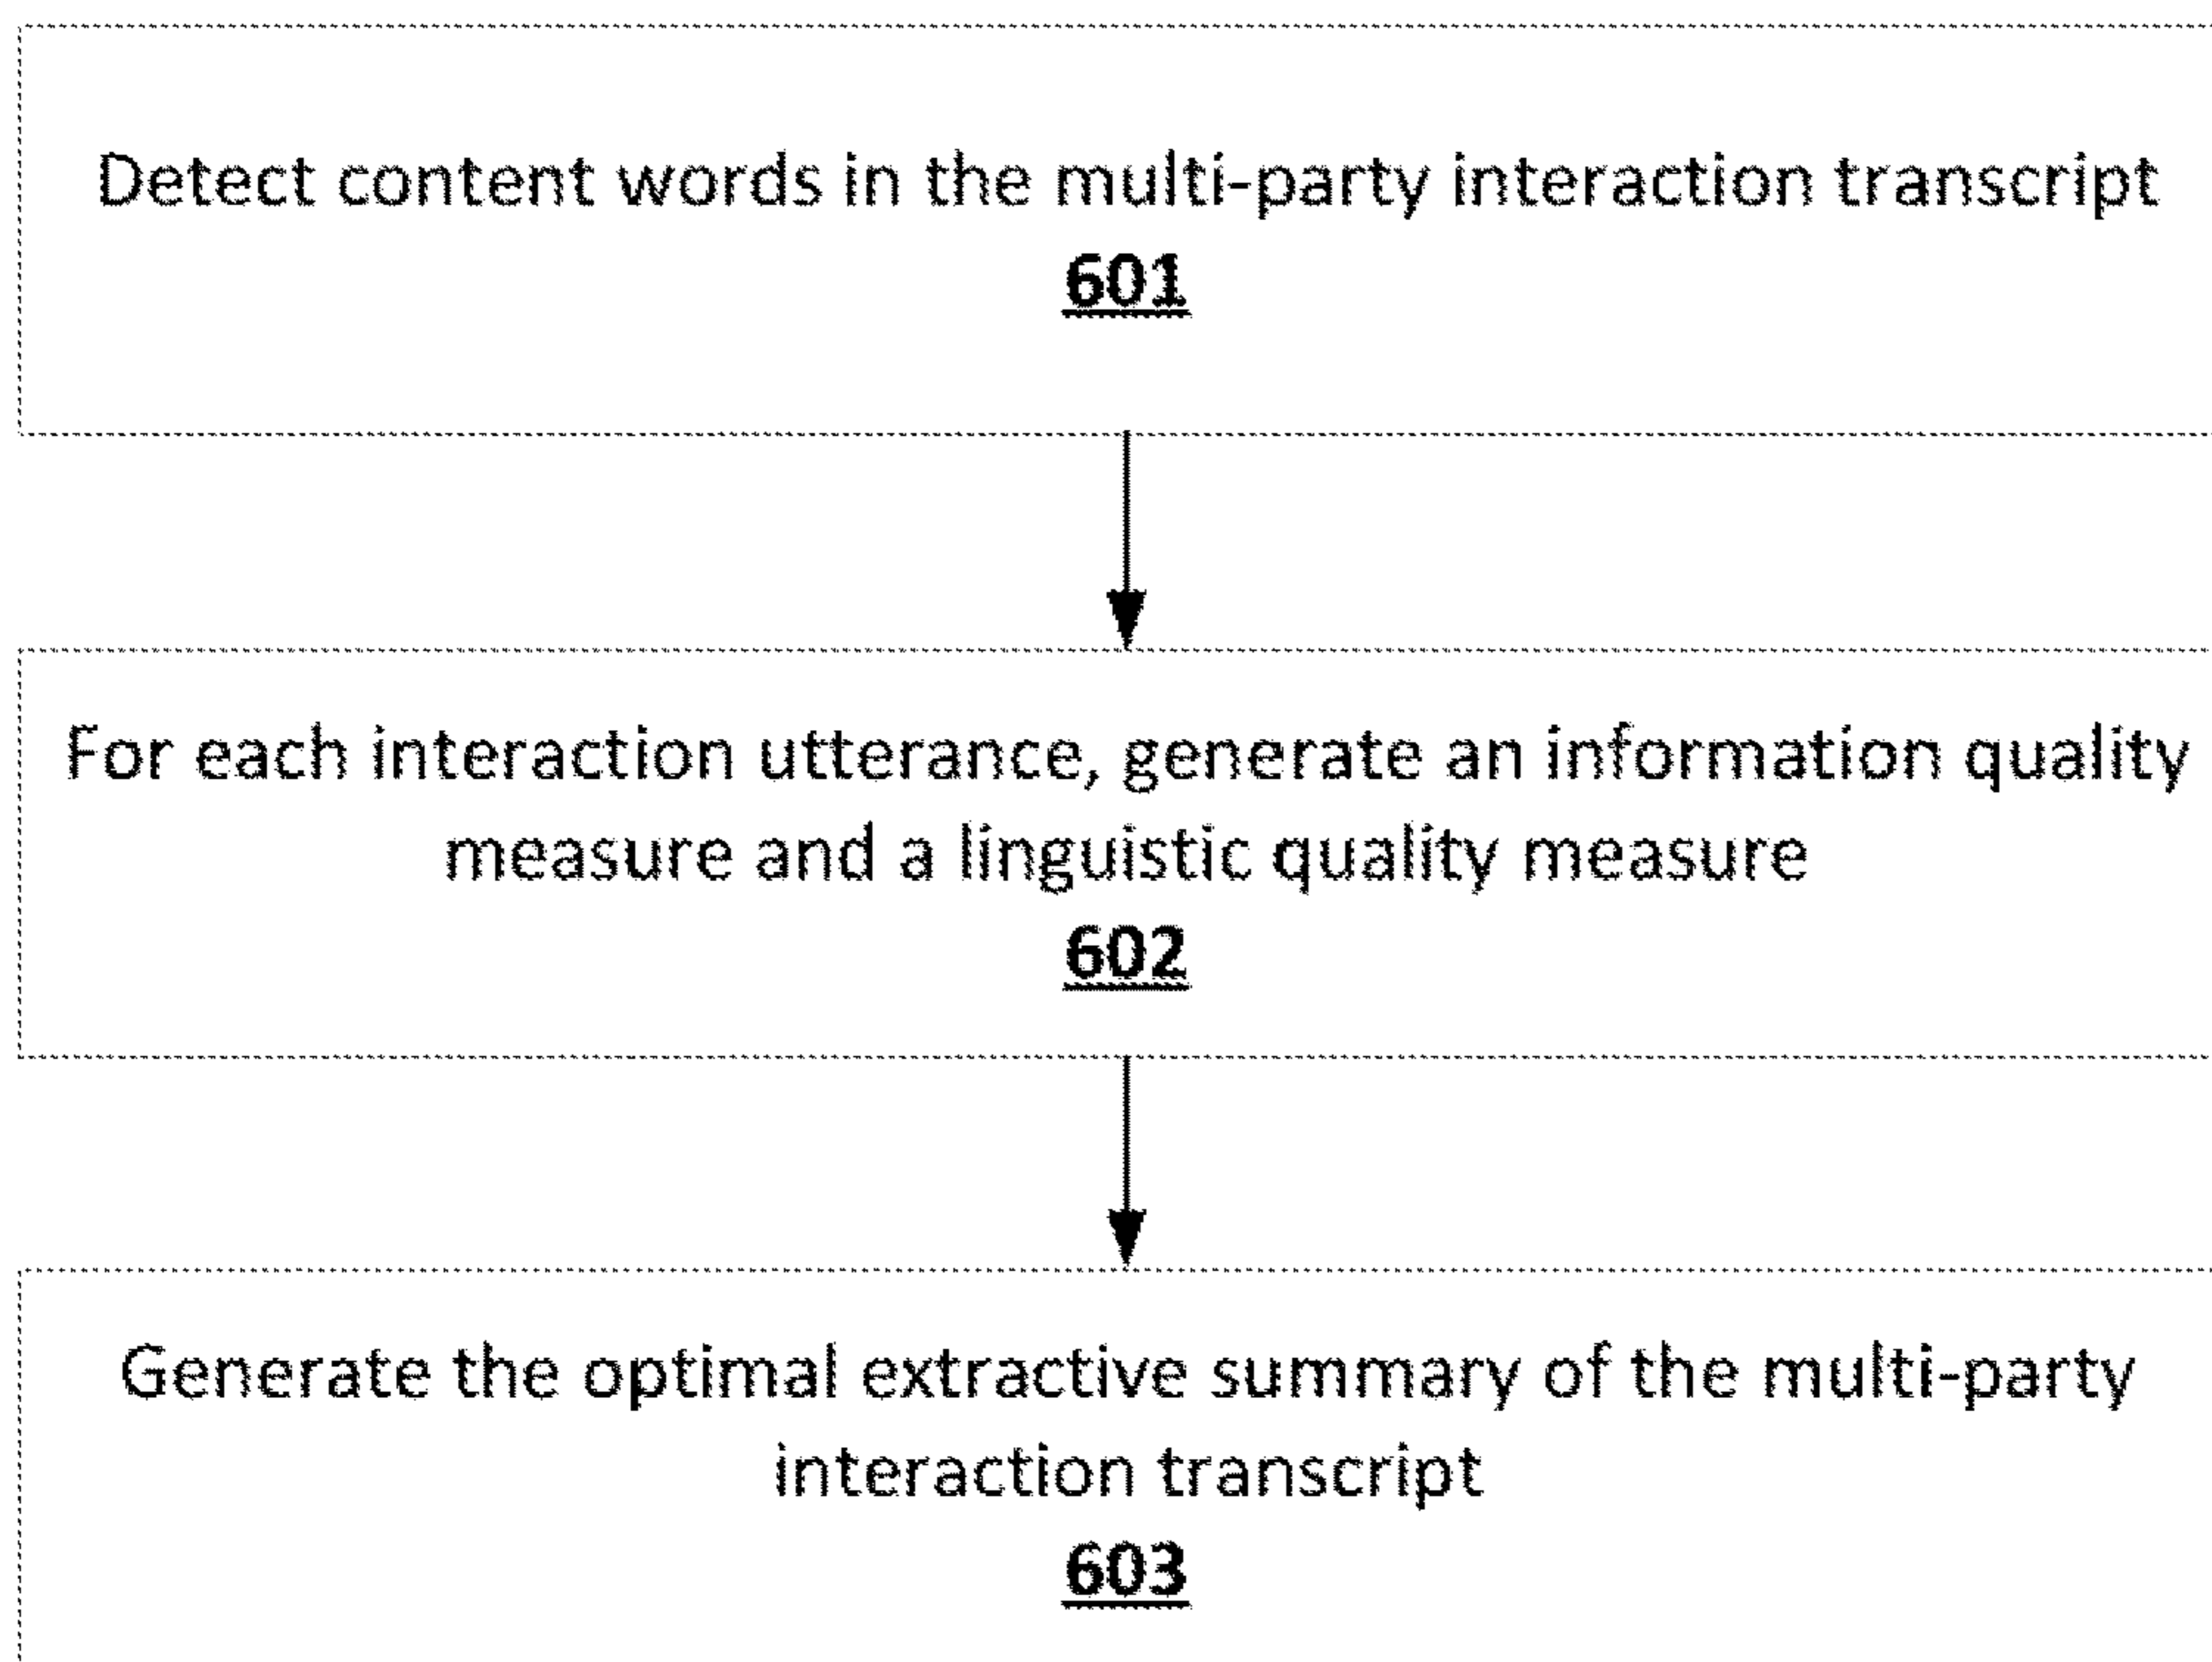 Detect content words in the multi-party interaction transcript
601
For each interaction utterance, generate an information quality
measure and a linguistic quality measure
602
Generate the optimal extractive summary of the multi-party
interaction transcript
603